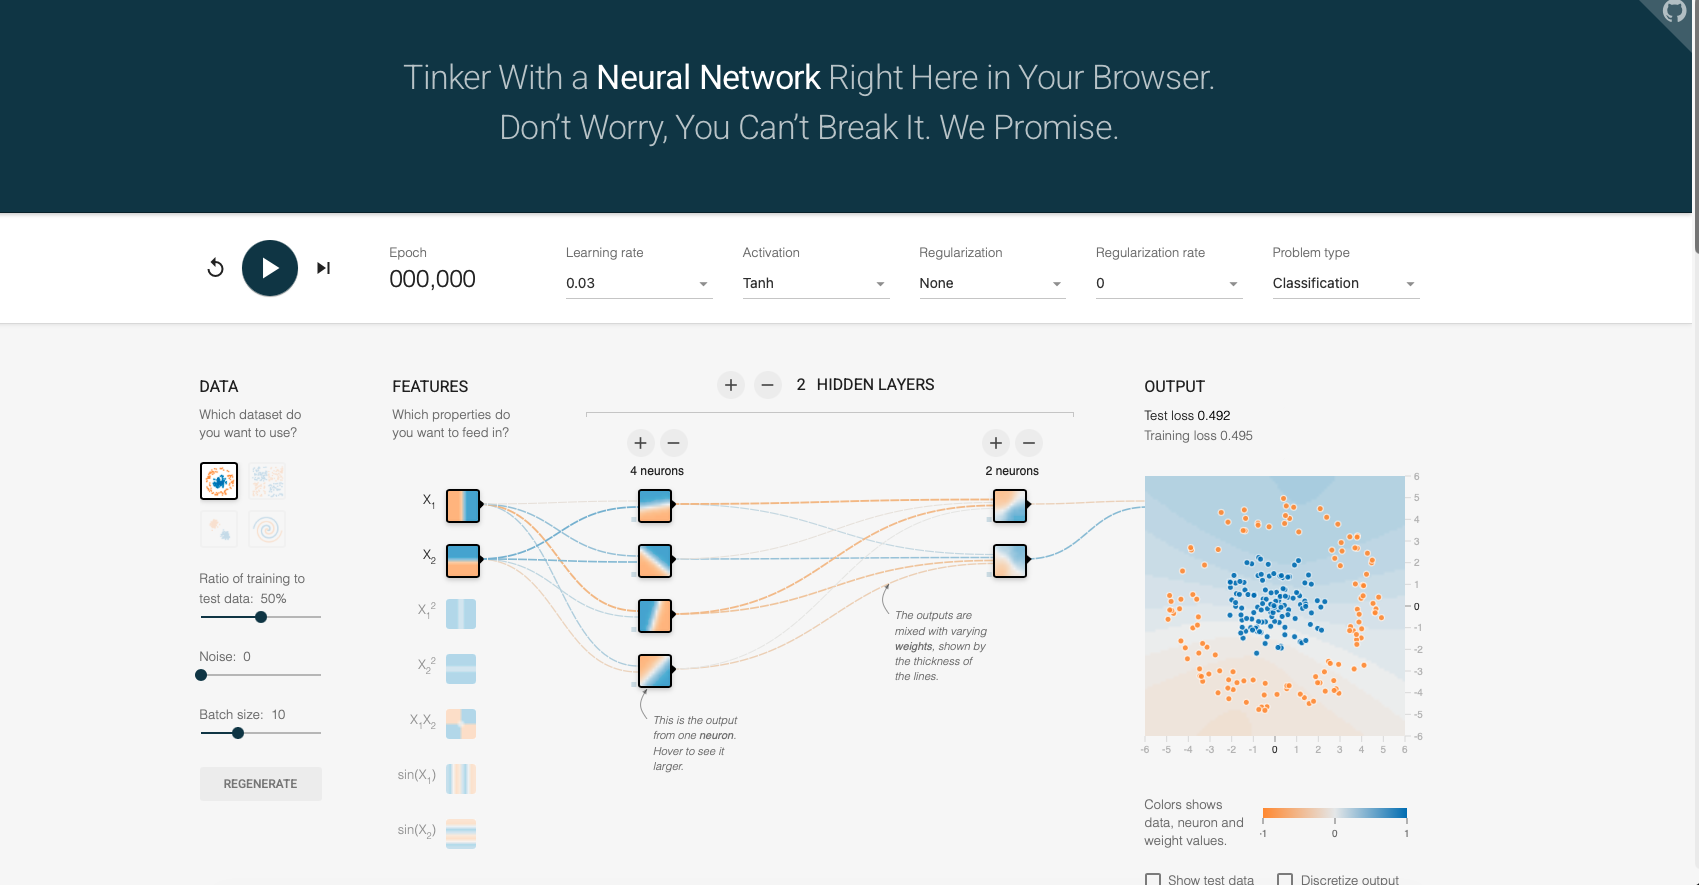 Tinker With a Neural Network Right Here in Your Browser.
Don't Worry, You Can't Break It. We Promise.
Epoch
000,000
Learning rate
0.03
Activation
Tanh
Regularization
None
Regularization rate
0
Problem type
Classification
DATA
Which dataset do
you want to use?
Ratio of training to
test data: 50%
Noise: 0
Batch size: 10
REGENERATE
FEATURES
Which properties do
you want to feed in?
X₁
X₂
X₁²
X₂²
X₁X₂
sin(X₁)
sin(X₂)
+ − 2 HIDDEN LAYERS
+ −
4 neurons
+ −
2 neurons
This is the output
from one neuron.
Hover to see it
larger.
The outputs are
mixed with varying
weights, shown by
the thickness of
the lines.
OUTPUT
Test loss 0.492
Training loss 0.495
6
5
4
3
2
1
0
-1
-2
-3
-4
-5
-6
-6 -5 -4 -3 -2 -1 0 1 2 3 4 5 6
Colors shows
data, neuron and
weight values.
-1 0 1
Show test data
Discretize output